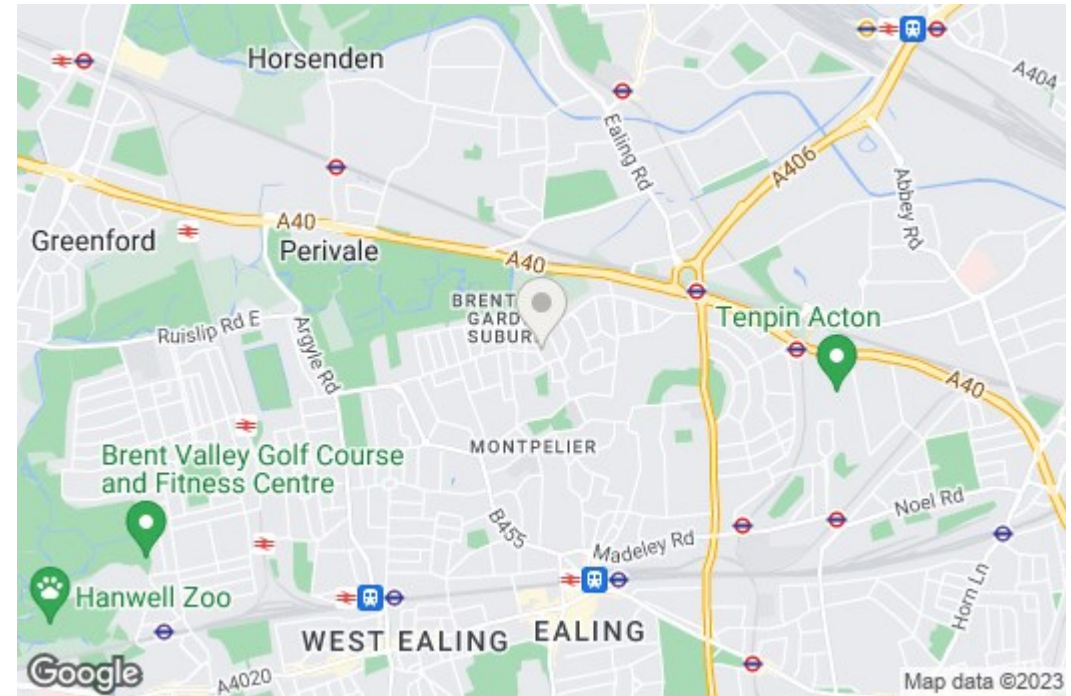 Horsenden
A404
Ealing Rd
A406
Abbey Rd
A40
Greenford
Perivale
A40
BRENT
GARD
SUBUR
Tenpin Acton
Ruislip Rd E
Argyle Rd
A40
MONTPELIER
Brent Valley Golf Course
and Fitness Centre
Noel Rd
B455
Madeley Rd
Horn Ln
Hanwell Zoo
WEST EALING
EALING
Google
A4020
Map data ©2023